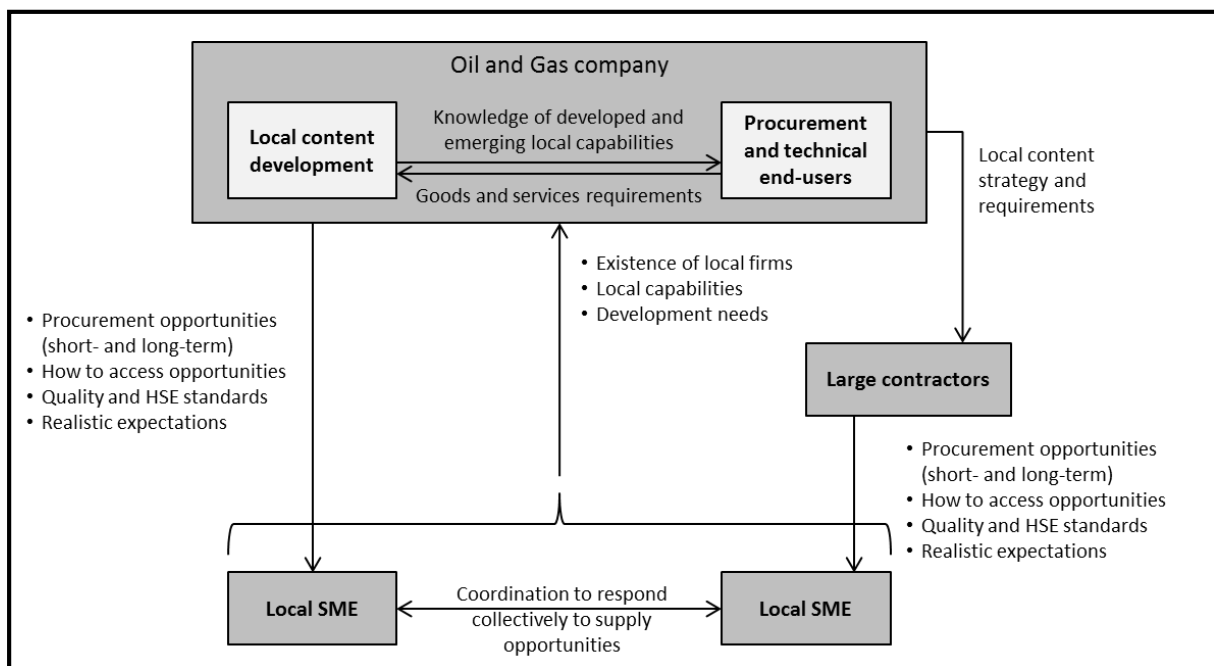 Oil and Gas company
Local content
development
Knowledge of developed and
emerging local capabilities
Goods and services requirements
Procurement
and technical
end-users
Local content
strategy and
requirements
• Existence of local firms
• Local capabilities
• Development needs
• Procurement opportunities
(short- and long-term)
• How to access opportunities
• Quality and HSE standards
• Realistic expectations
Large contractors
• Procurement opportunities
(short- and long-term)
• How to access opportunities
• Quality and HSE standards
• Realistic expectations
Local SME
Coordination to respond
collectively to supply
opportunities
Local SME